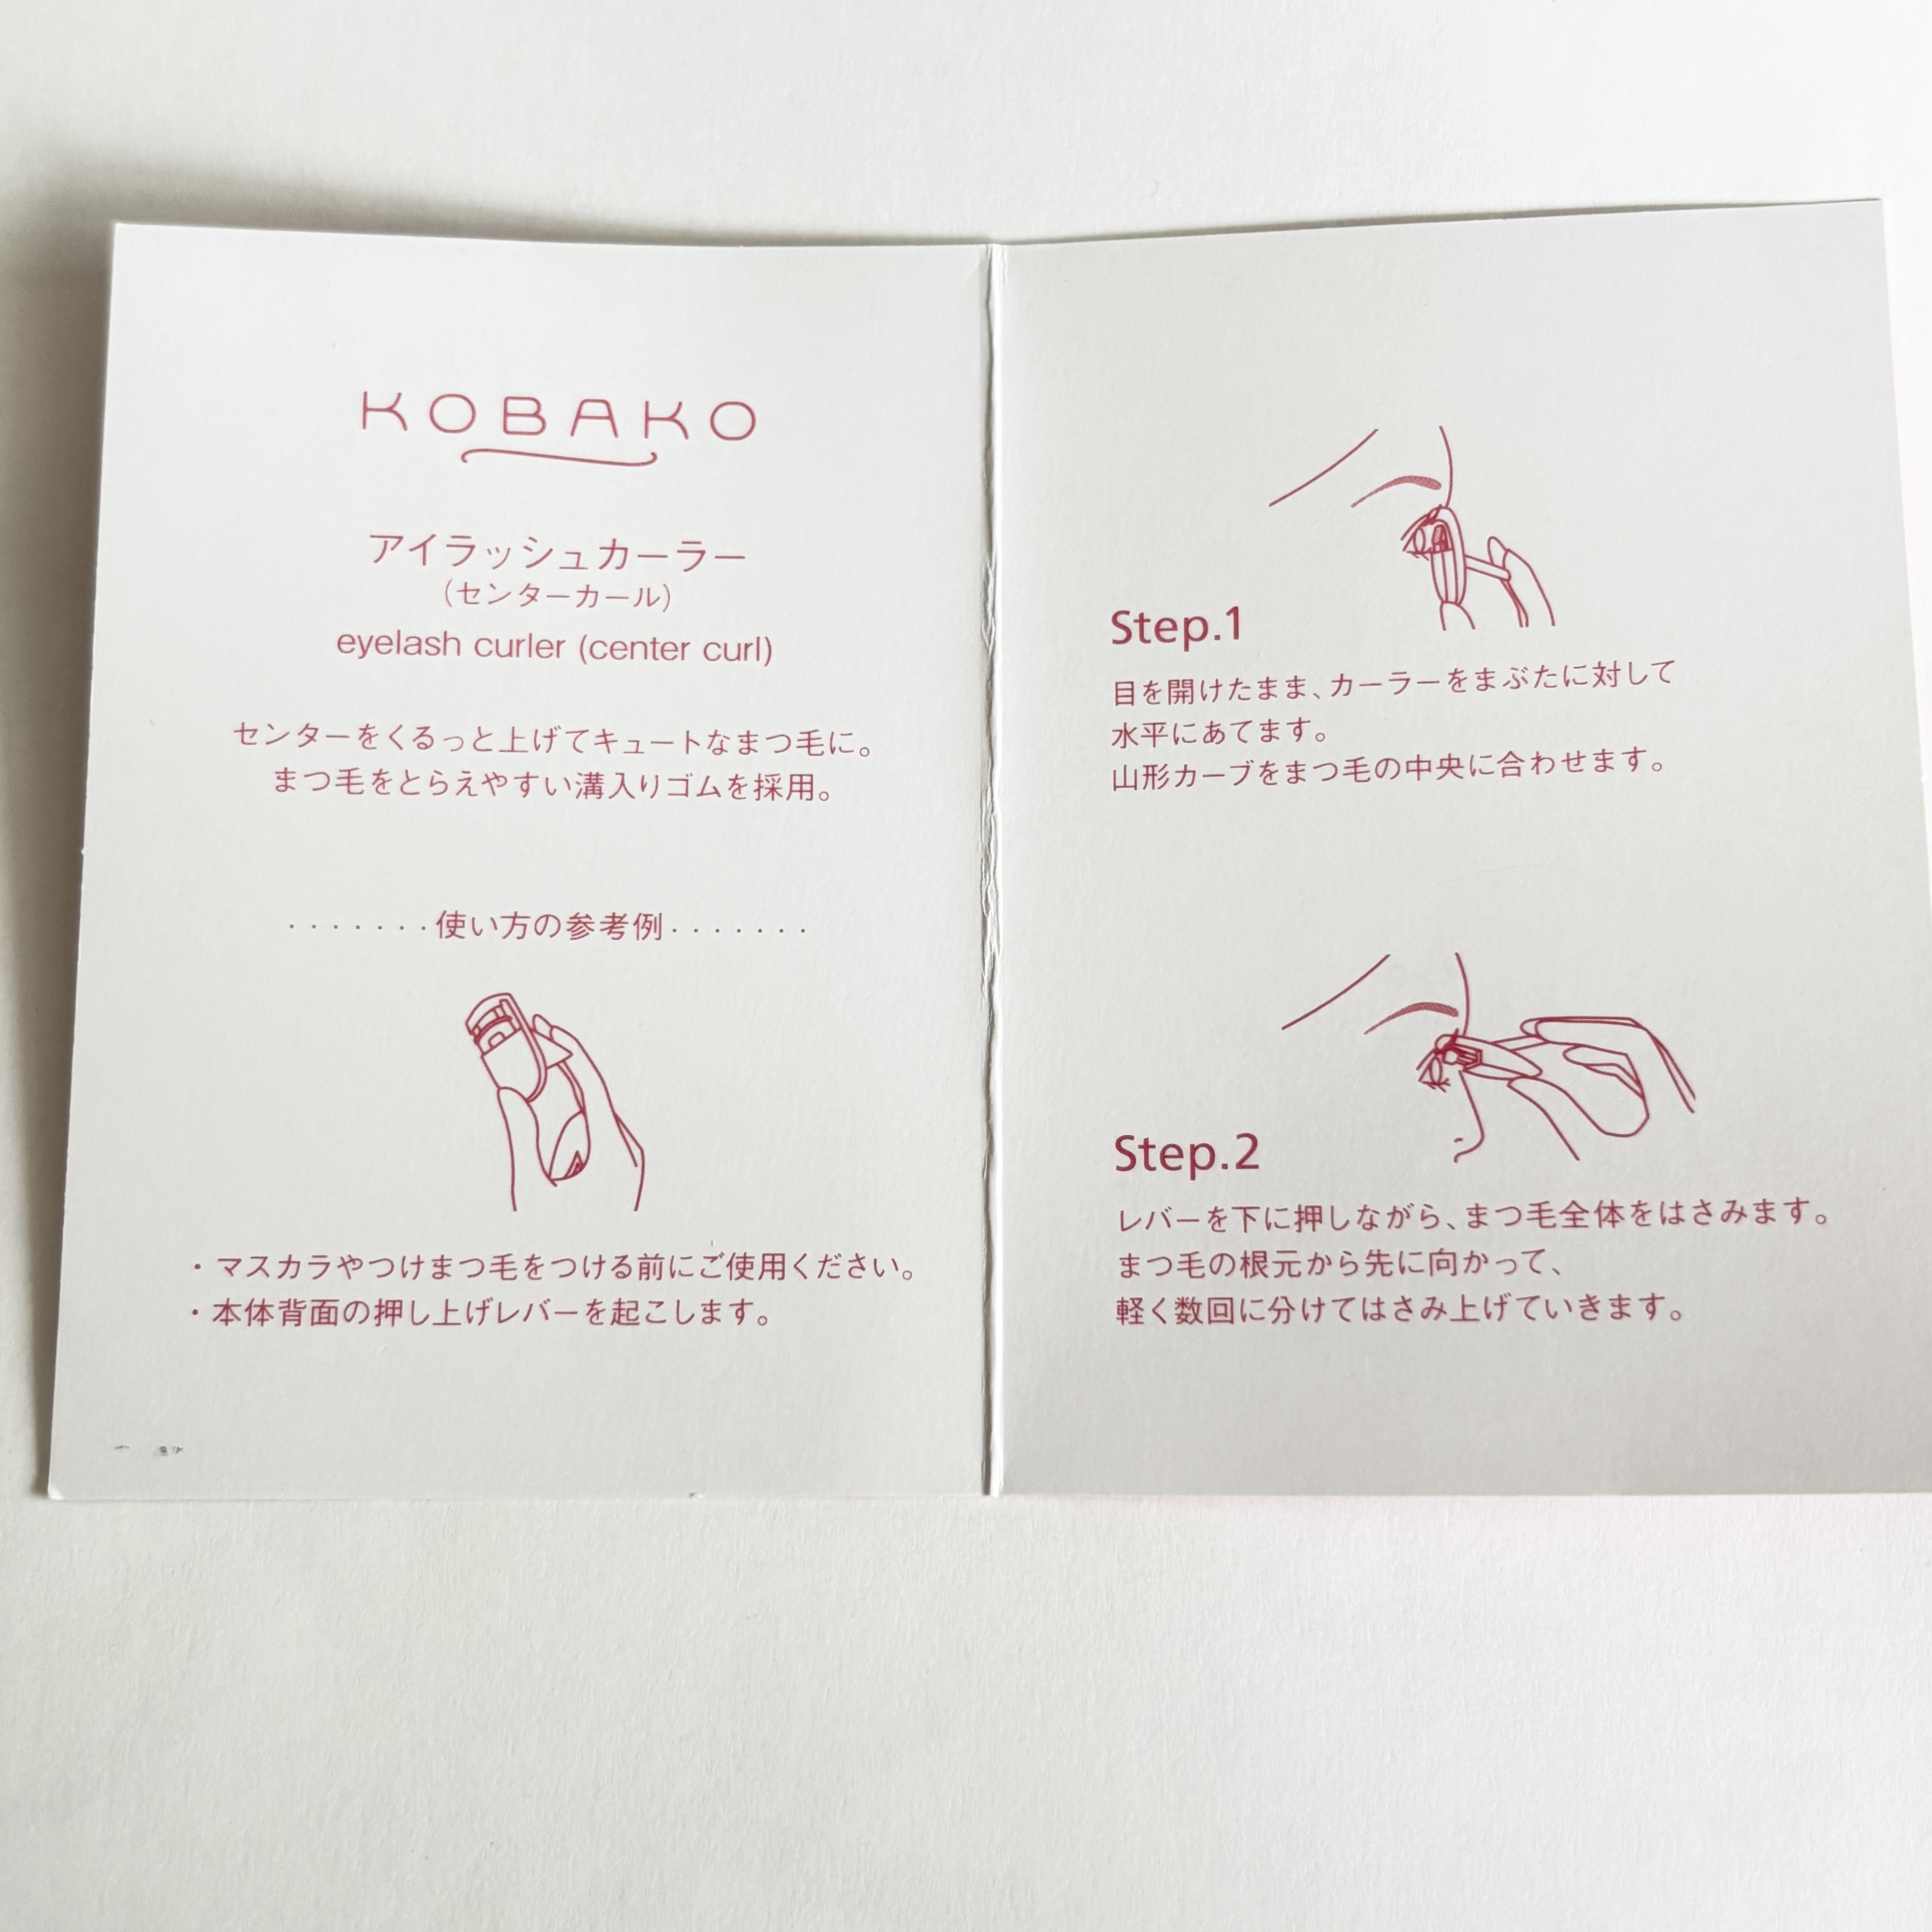 KOBAKO
アイラッシュカーラー
(センターカール)
eyelash curler (center curl)
センターをくるっと上げてキュートなまつ毛に。
まつ毛をとらえやすい溝入りゴムを採用。
・・・・・・・使い方の参考例・・・・・・・
・マスカラやつけまつ毛をつける前にご使用ください。
・本体背面の押し上げレバーを起こします。
Step.1
目を開けたまま、カーラーをまぶたに対して
水平にあてます。
山形カーブをまつ毛の中央に合わせます。
Step.2
レバーを下に押しながら、まつ毛全体をはさみます。
まつ毛の根元から先に向かって、
軽く数回に分けてはさみ上げていきます。